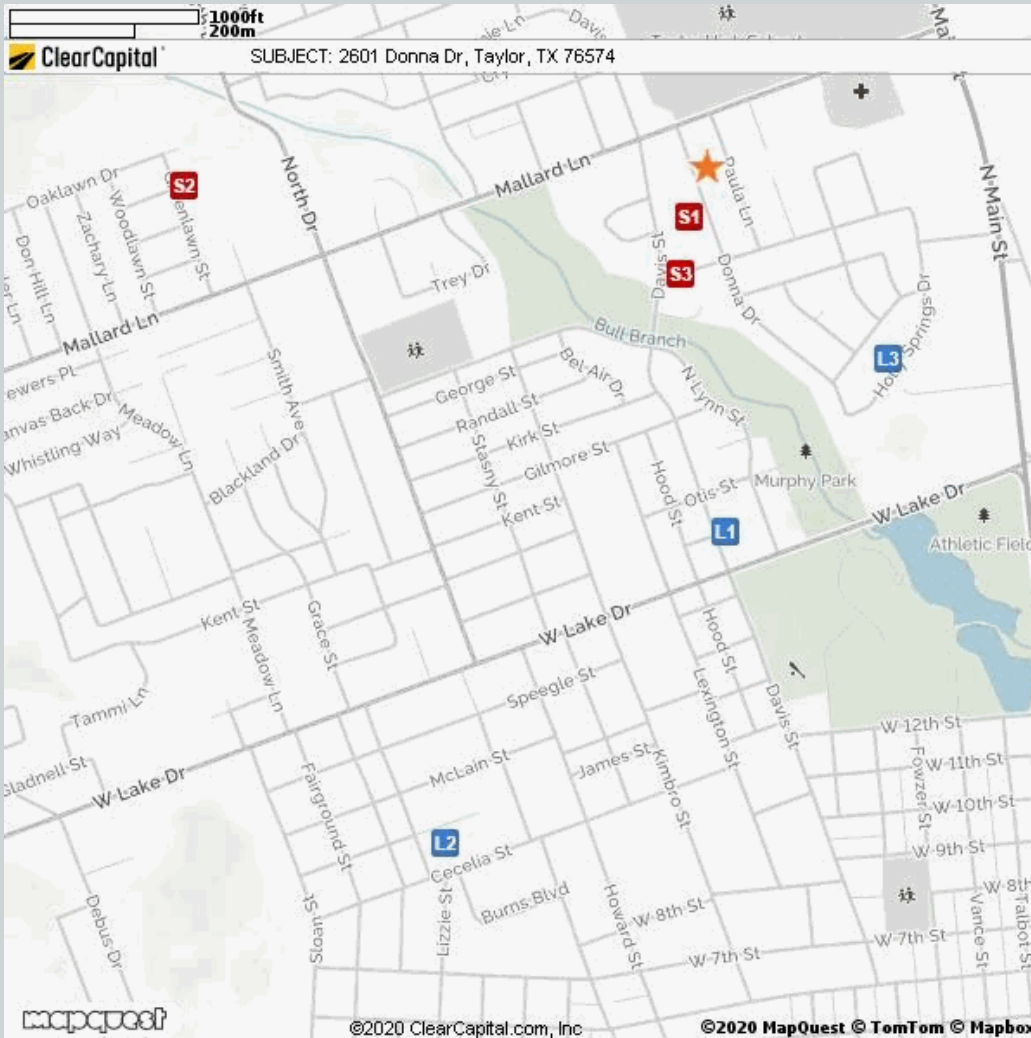 1000ft
200m
ClearCapital
SUBJECT: 2601 Donna Dr, Taylor, TX 76574
Davis
Mallard Ln
Paula Ln
N Main St
North Dr
S2
Oaklawn Dr
Woodlawn St
Zachary Ln
Don Hill Ln
S1
S3
Davis St
Donna Dr
Trey Dr
Mallard Ln
Bull Branch
L3
George St
Bel Air Dr
N Lynn St
Smith Ave
Randall St
Kirk St
Gilmore St
Stasny St
Kent St
Hood St
Otis St
Murphy Park
Canvas Back Dr
Whistling Way
Meadow Ln
Blackland Dr
L1
W Lake Dr
Athletic Field
Kent St
Grace St
Meadow Ln
W Lake Dr
Hood St
Speegle St
Lexington St
Davis St
Tammi Ln
Gladnell St
W Lake Dr
McLain St
James St
Kimbro St
Fairground St
W 12th St
W 11th St
Fowzer St
W 10th St
W 9th St
L2
Cecelia St
Burns Blvd
Howard St
Lizzie St
Sloan St
Debus Dr
W 8th St
W 8th
W 7th St
W 7th St
Vance St
Talbot St
mapquest
©2020 ClearCapital.com, Inc
©2020 MapQuest © TomTom © Mapbox